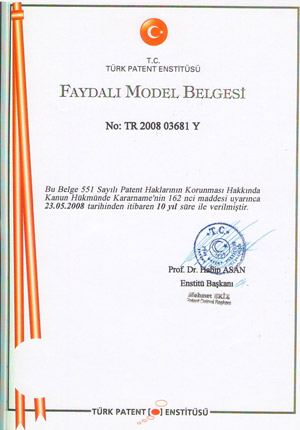 T.C.
TÜRK PATENT ENSTİTÜSÜ
FAYDALI MODEL BELGESİ
No: TR 2008 03681 Y
Bu Belge 551 Sayılı Patent Haklarının Korunması Hakkında
Kanun Hükmünde Kararname'nin 162 nci maddesi uyarınca
23.05.2008 tarihinden itibaren 10 yıl süre ile verilmiştir.
T.C.
Prof. Dr. Habip ASAN
Enstitü Başkanı
Mehmet
TÜRK PATENT ENSTİTÜSÜ